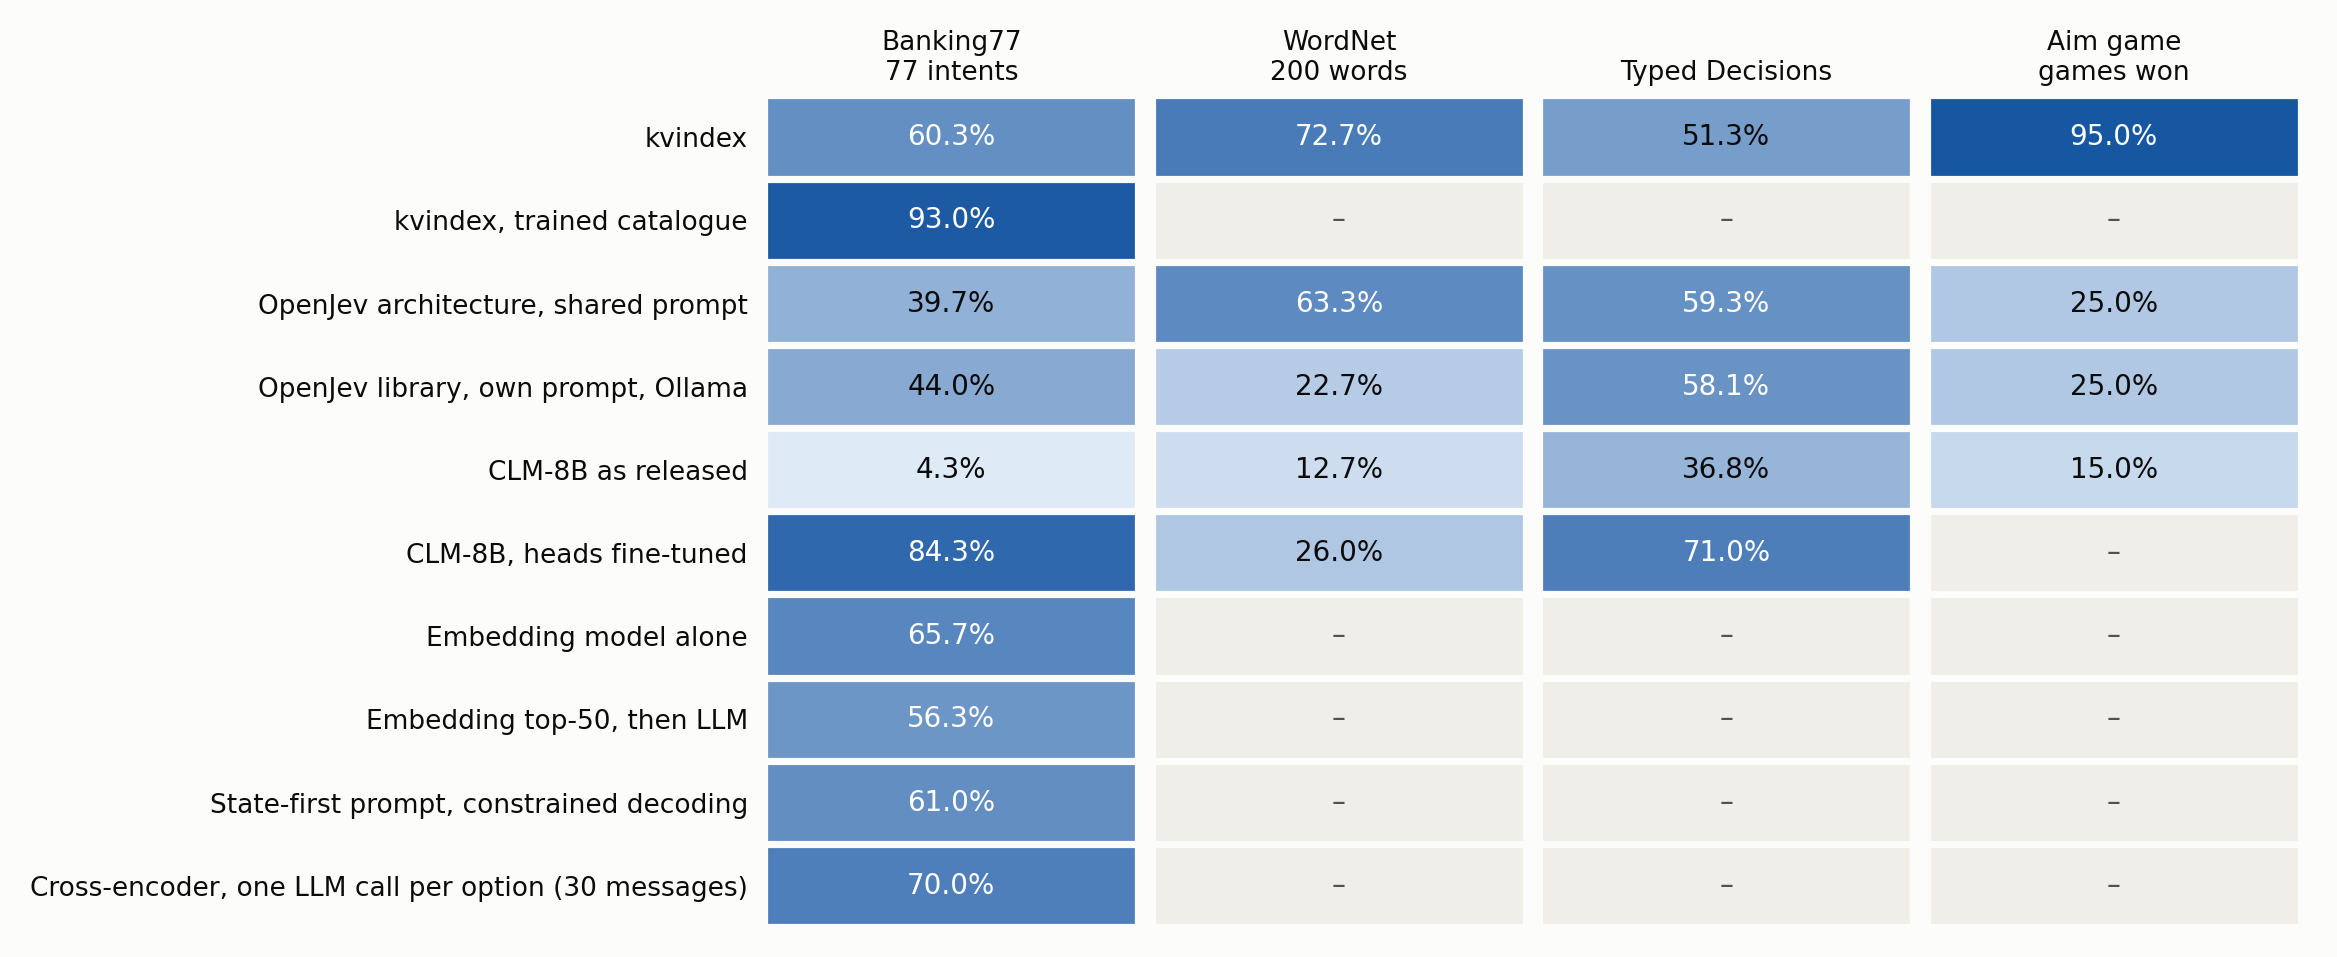 Banking77
77 intents
WordNet
200 words
Typed Decisions
Aim game
games won
kvindex 60.3% 72.7% 51.3% 95.0%
kvindex, trained catalogue 93.0% – – –
OpenJev architecture, shared prompt 39.7% 63.3% 59.3% 25.0%
OpenJev library, own prompt, Ollama 44.0% 22.7% 58.1% 25.0%
CLM-8B as released 4.3% 12.7% 36.8% 15.0%
CLM-8B, heads fine-tuned 84.3% 26.0% 71.0% –
Embedding model alone 65.7% – – –
Embedding top-50, then LLM 56.3% – – –
State-first prompt, constrained decoding 61.0% – – –
Cross-encoder, one LLM call per option (30 messages) 70.0% – – –